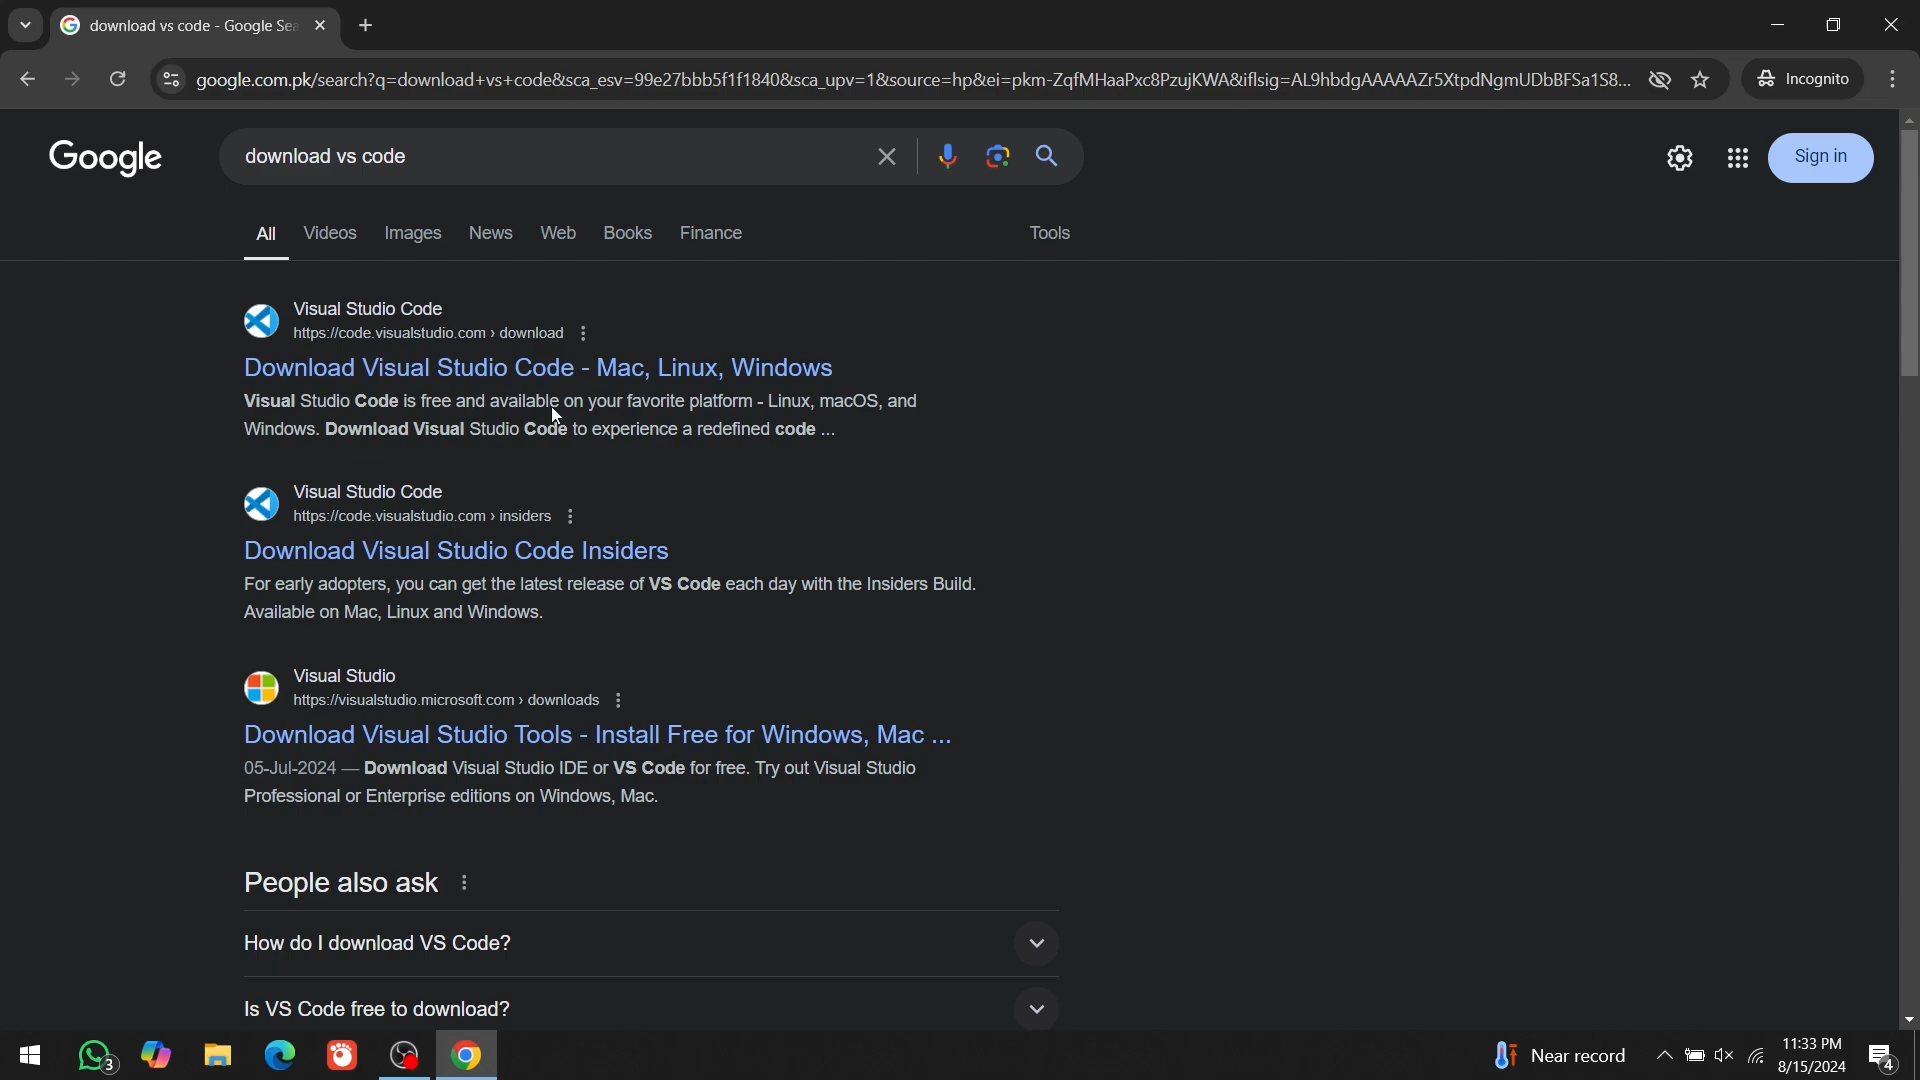 download vs code - Google Sea
google.com.pk/search?q=download+vs+code&sca_esv=99e27bbb5f1f1840&sca_upv=1&source=hp&ei=pkm-ZqfMHaaPxc8PzujKWA&iflsig=AL9hbdgAAAAAZr5XtpdNgmUDbBFSa1S8...
Incognito
Google
download vs code
Sign in
All Videos Images News Web Books Finance Tools
Visual Studio Code
https://code.visualstudio.com › download
Download Visual Studio Code - Mac, Linux, Windows
Visual Studio Code is free and available on your favorite platform - Linux, macOS, and
Windows. Download Visual Studio Code to experience a redefined code ...
Visual Studio Code
https://code.visualstudio.com › insiders
Download Visual Studio Code Insiders
For early adopters, you can get the latest release of VS Code each day with the Insiders Build.
Available on Mac, Linux and Windows.
Visual Studio
https://visualstudio.microsoft.com › downloads
Download Visual Studio Tools - Install Free for Windows, Mac ...
05-Jul-2024 — Download Visual Studio IDE or VS Code for free. Try out Visual Studio
Professional or Enterprise editions on Windows, Mac.
People also ask
How do I download VS Code?
Is VS Code free to download?
3
Near record
11:33 PM
8/15/2024
4